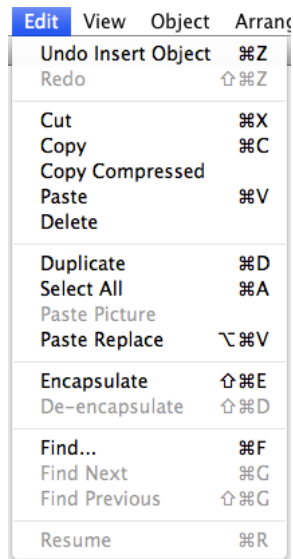 Edit View Object Arrang
Undo Insert Object ⌘Z
Redo ⇧⌘Z
Cut ⌘X
Copy ⌘C
Copy Compressed
Paste ⌘V
Delete
Duplicate ⌘D
Select All ⌘A
Paste Picture
Paste Replace ⌥⌘V
Encapsulate ⇧⌘E
De-encapsulate ⇧⌘D
Find... ⌘F
Find Next ⌘G
Find Previous ⇧⌘G
Resume ⌘R